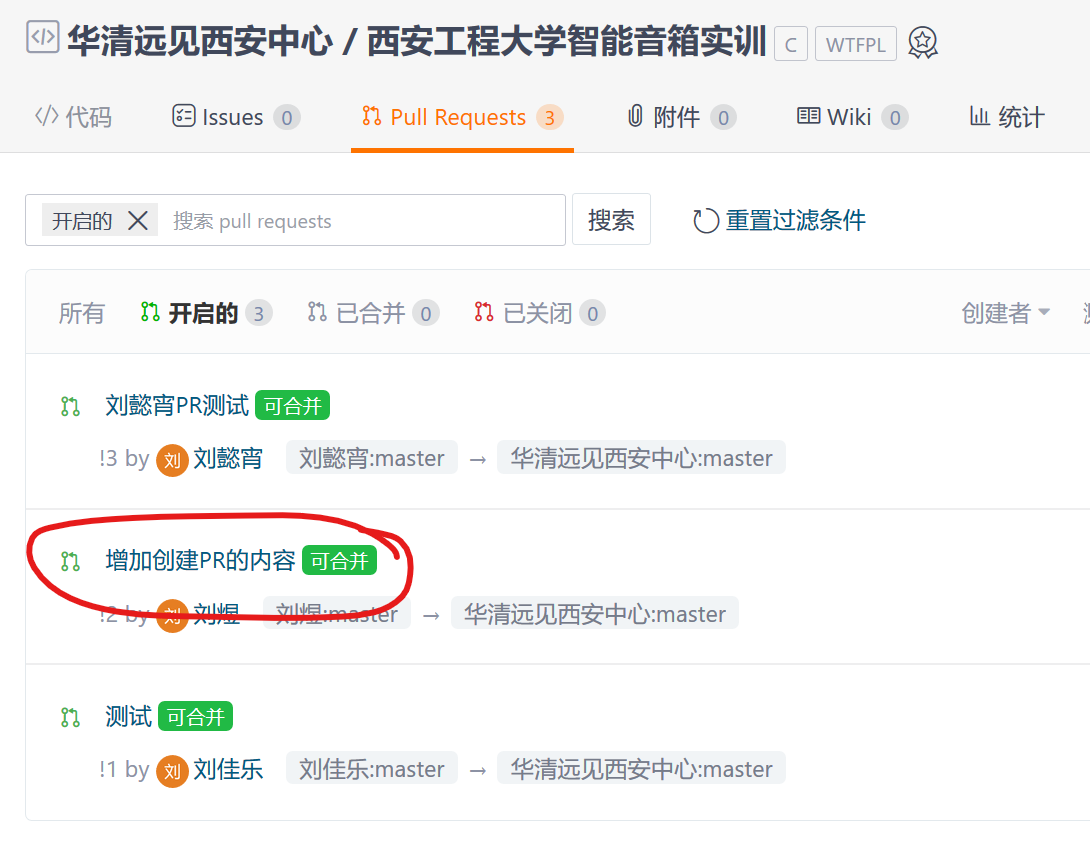 华清远见西安中心 / 西安工程大学智能音箱实训 C WTFPL
代码 Issues 0 Pull Requests 3 附件 0 Wiki 0 统计
开启的 搜索 pull requests 搜索 重置过滤条件
所有 开启的 3 已合并 0 已关闭 0 创建者
刘懿宵PR测试 可合并
!3 by 刘 刘懿宵 刘懿宵:master → 华清远见西安中心:master
增加创建PR的内容 可合并
!2 by 刘 刘煜 刘煜:master → 华清远见西安中心:master
测试 可合并
!1 by 刘 刘佳乐 刘佳乐:master → 华清远见西安中心:master